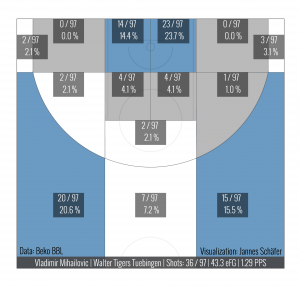 0 / 97
0.0 %
14 / 97
14.4 %
23 / 97
23.7 %
0 / 97
0.0 %
2 / 97
2.1 %
3 / 97
3.1 %
2 / 97
2.1 %
4 / 97
4.1 %
4 / 97
4.1 %
1 / 97
1.0 %
2 / 97
2.1 %
20 / 97
20.6 %
7 / 97
7.2 %
15 / 97
15.5 %
Data: Beko BBL
Visualization: Jannes Schäfer
Vladimir Mihailovic | Walter Tigers Tuebingen | Shots: 36 / 97 | 43.3 eFG | 1.29 PPS